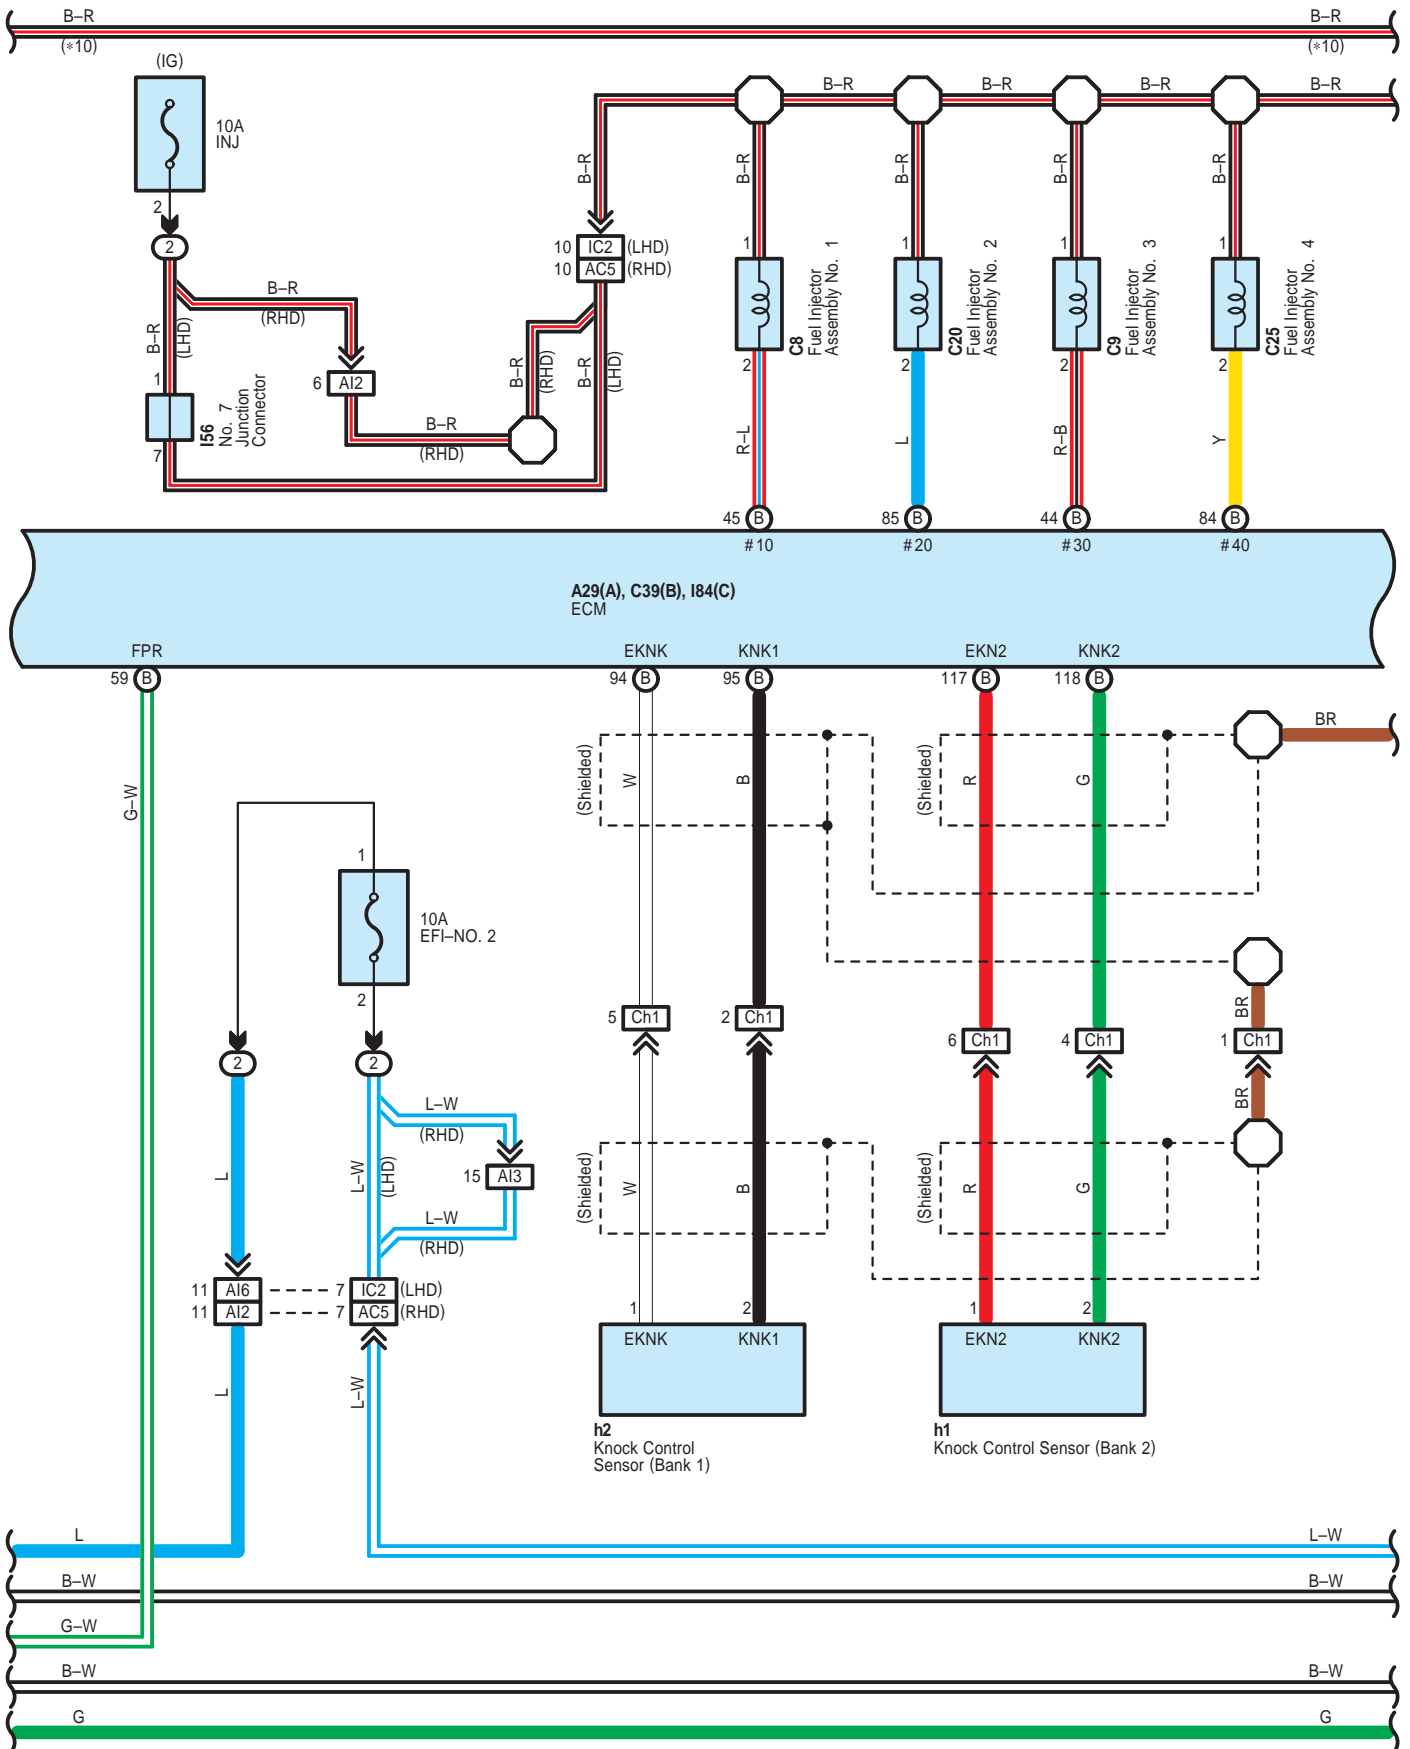 B–R
B–R
(*10)
(*10)
(IG)
10A
INJ
2
2
B–R
(RHD)
B–R
(LHD)
1
I56
No. 7
Junction
Connector
7
6
AI2
B–R
(RHD)
B–R
(RHD)
B–R
(LHD)
B–R
10
IC2
(LHD)
10
AC5
(RHD)
B–R
B–R
B–R
B–R
B–R
B–R
B–R
B–R
1
1
1
1
C8
Fuel Injector
Assembly No. 1
C20
Fuel Injector
Assembly No. 2
C9
Fuel Injector
Assembly No. 3
C25
Fuel Injector
Assembly No. 4
2
2
2
2
R–L
L
R–B
Y
45
B
85
B
44
B
84
B
#10
#20
#30
#40
A29(A), C39(B), I84(C)
ECM
FPR
EKNK
KNK1
EKN2
KNK2
59
B
94
B
95
B
117
B
118
B
BR
(Shielded)
W
B
(Shielded)
R
G
G–W
1
10A
EFI–NO. 2
2
2
2
5
Ch1
2
Ch1
6
Ch1
4
Ch1
BR
1
Ch1
BR
L–W
(RHD)
15
AI3
L–W
(RHD)
L
L–W
(LHD)
(Shielded)
W
B
(Shielded)
R
G
11
AI6
7
IC2
(LHD)
11
AI2
7
AC5
(RHD)
L
L–W
1
2
1
2
EKNK
KNK1
EKN2
KNK2
h2
Knock Control
Sensor (Bank 1)
h1
Knock Control Sensor (Bank 2)
L
L–W
B–W
B–W
G–W
B–W
B–W
G
G